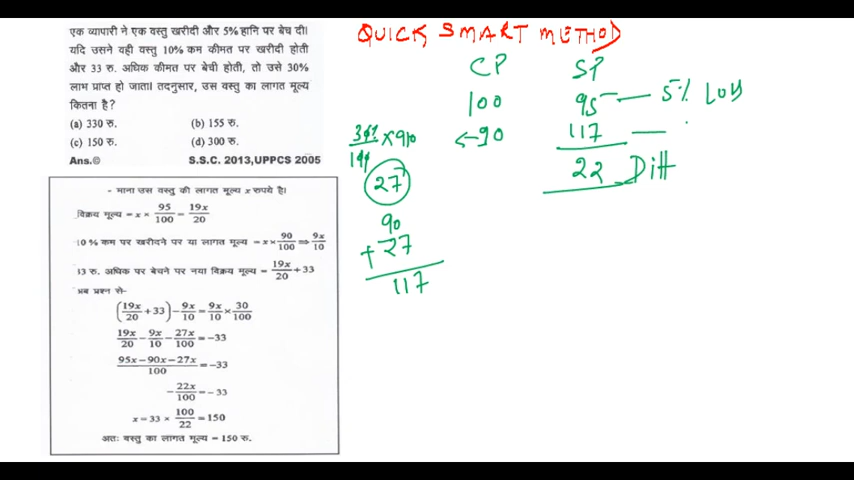 एक व्यापारी ने एक वस्तु खरीदी और 5% हानि पर बेच दी।
यदि उसने वही वस्तु 10% कम कीमत पर खरीदी होती
और 33 रु. अधिक कीमत पर बेची होती, तो उसे 30%
लाभ प्राप्त हो जाता। तदनुसार, उस वस्तु का लागत मूल्य
कितना है?
(a) 330 रु. (b) 155 रु.
(c) 150 रु. (d) 300 रु.
Ans.© S.S.C. 2013,UPPCS 2005
- माना उस वस्तु की लागत मूल्य x रुपये है।
विक्रय मूल्य = x × 95/100 = 19x/20
10 % कम पर खरीदने पर या लागत मूल्य = x × 90/100 ⇒ 9x/10
33 रु. अधिक पर बेचने पर नया विक्रय मूल्य = 19x/20 + 33
अब प्रश्न से-
(19x/20 + 33) - 9x/10 = 9x/10 × 30/100
19x/20 - 9x/10 - 27x/100 = -33
95x-90x-27x/100 = -33
-22x/100 = -33
x = 33 × 100/22 = 150
अतः वस्तु का लागत मूल्य = 150 रु.
QUICK SMART METHOD
CP SP
100 95 — 5% Loss
30%/100 × 90 ← 90 117 —
27 22 Diff
90
+ 27
117